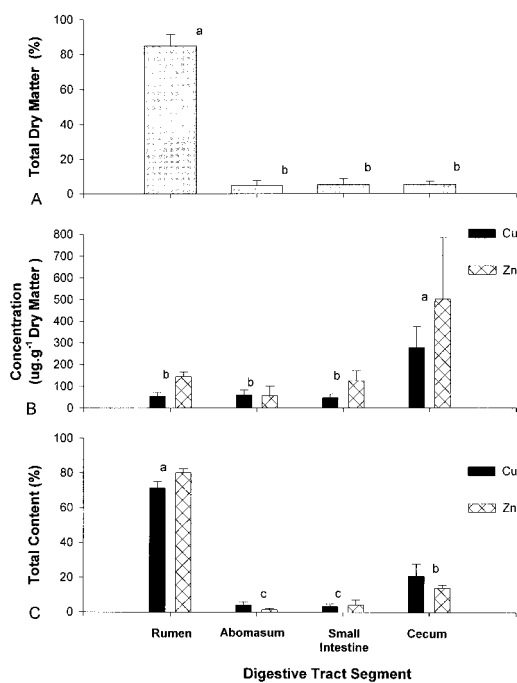 100
80
60
40
20
0
Total Dry Matter (%)
a
b
b
b
A
800
700
600
500
400
300
200
100
0
Concentration
(ug.g-1 Dry Matter )
Cu
Zn
b
b
b
a
B
100
80
60
40
20
0
Total Content (%)
Cu
Zn
a
c
c
b
C
Rumen
Abomasum
Small
Intestine
Cecum
Digestive Tract Segment